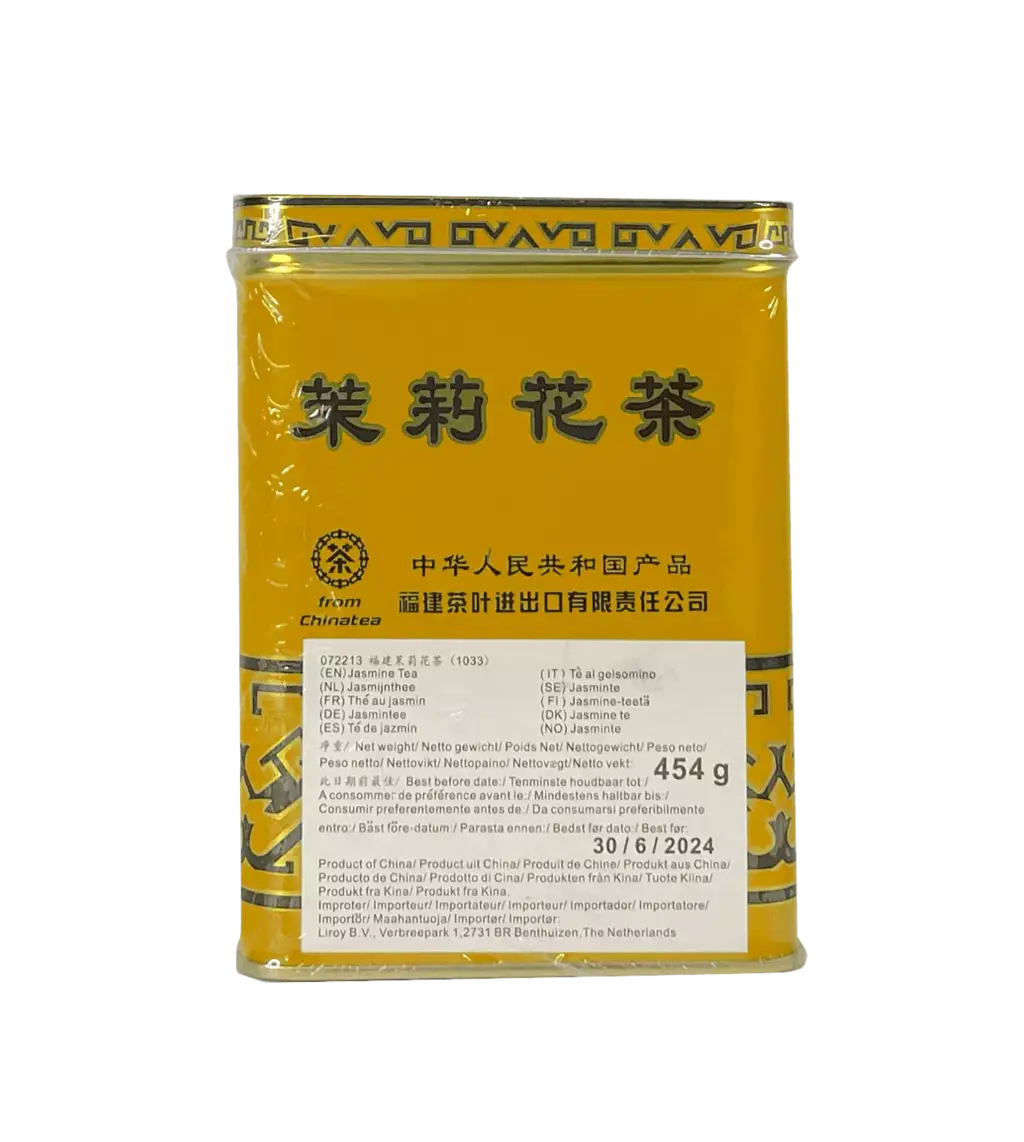 茉莉花茶
茶
from
Chinatea
中华人民共和国产品
福建茶叶进出口有限责任公司
072213 福建茉莉花茶（1033）
(EN)Jasmine Tea
(NL) Jasmijnthee
(FR) Thé au jasmin
(DE) Jasmintee
(ES) Té de jazmin
( IT ) Tè al gelsomino
(SE) Jasminte
( FI ) Jasmine-teetä
(DK) Jasmine te
(NO) Jasminte
净重/ Net weight/ Netto gewicht/ Poids Net/ Nettogewicht/ Peso neto/
Peso netto/ Nettovikt/ Nettopaino/ Nettovægt/ Netto vekt: 454 g
此日期前最佳/ Best before date:/ Tenminste houdbaar tot:/
A consommer de préférence avant le:/ Mindestens haltbar bis:/
Consumir preferentemente antes de:/ Da consumarsi preferibilmente
entro:/ Bäst före-datum:/ Parasta ennen:/ Bedst før dato:/ Best før:
30 / 6 / 2024
Product of China/ Product uit China/ Produit de Chine/ Produkt aus China/
Producto de China/ Prodotto di Cina/ Produkten från Kina/ Tuote Kiina/
Produkt fra Kina/ Produkt fra Kina.
Improter/ Importeur/ Importateur/ Importeur/ Importador/ Importatore/
Importör/ Maahantuoja/ Importør/ Importør:
Liroy B.V., Verbreepark 1,2731 BR Benthuizen,The Netherlands